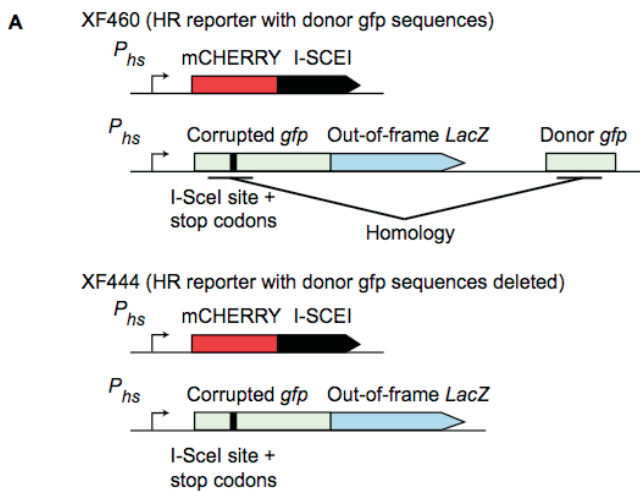 A
XF460 (HR reporter with donor gfp sequences)
Phs
mCHERRY I-SCEI
Phs
Corrupted gfp Out-of-frame LacZ Donor gfp
I-SceI site +
stop codons
Homology
XF444 (HR reporter with donor gfp sequences deleted)
Phs
mCHERRY I-SCEI
Phs
Corrupted gfp Out-of-frame LacZ
I-SceI site +
stop codons